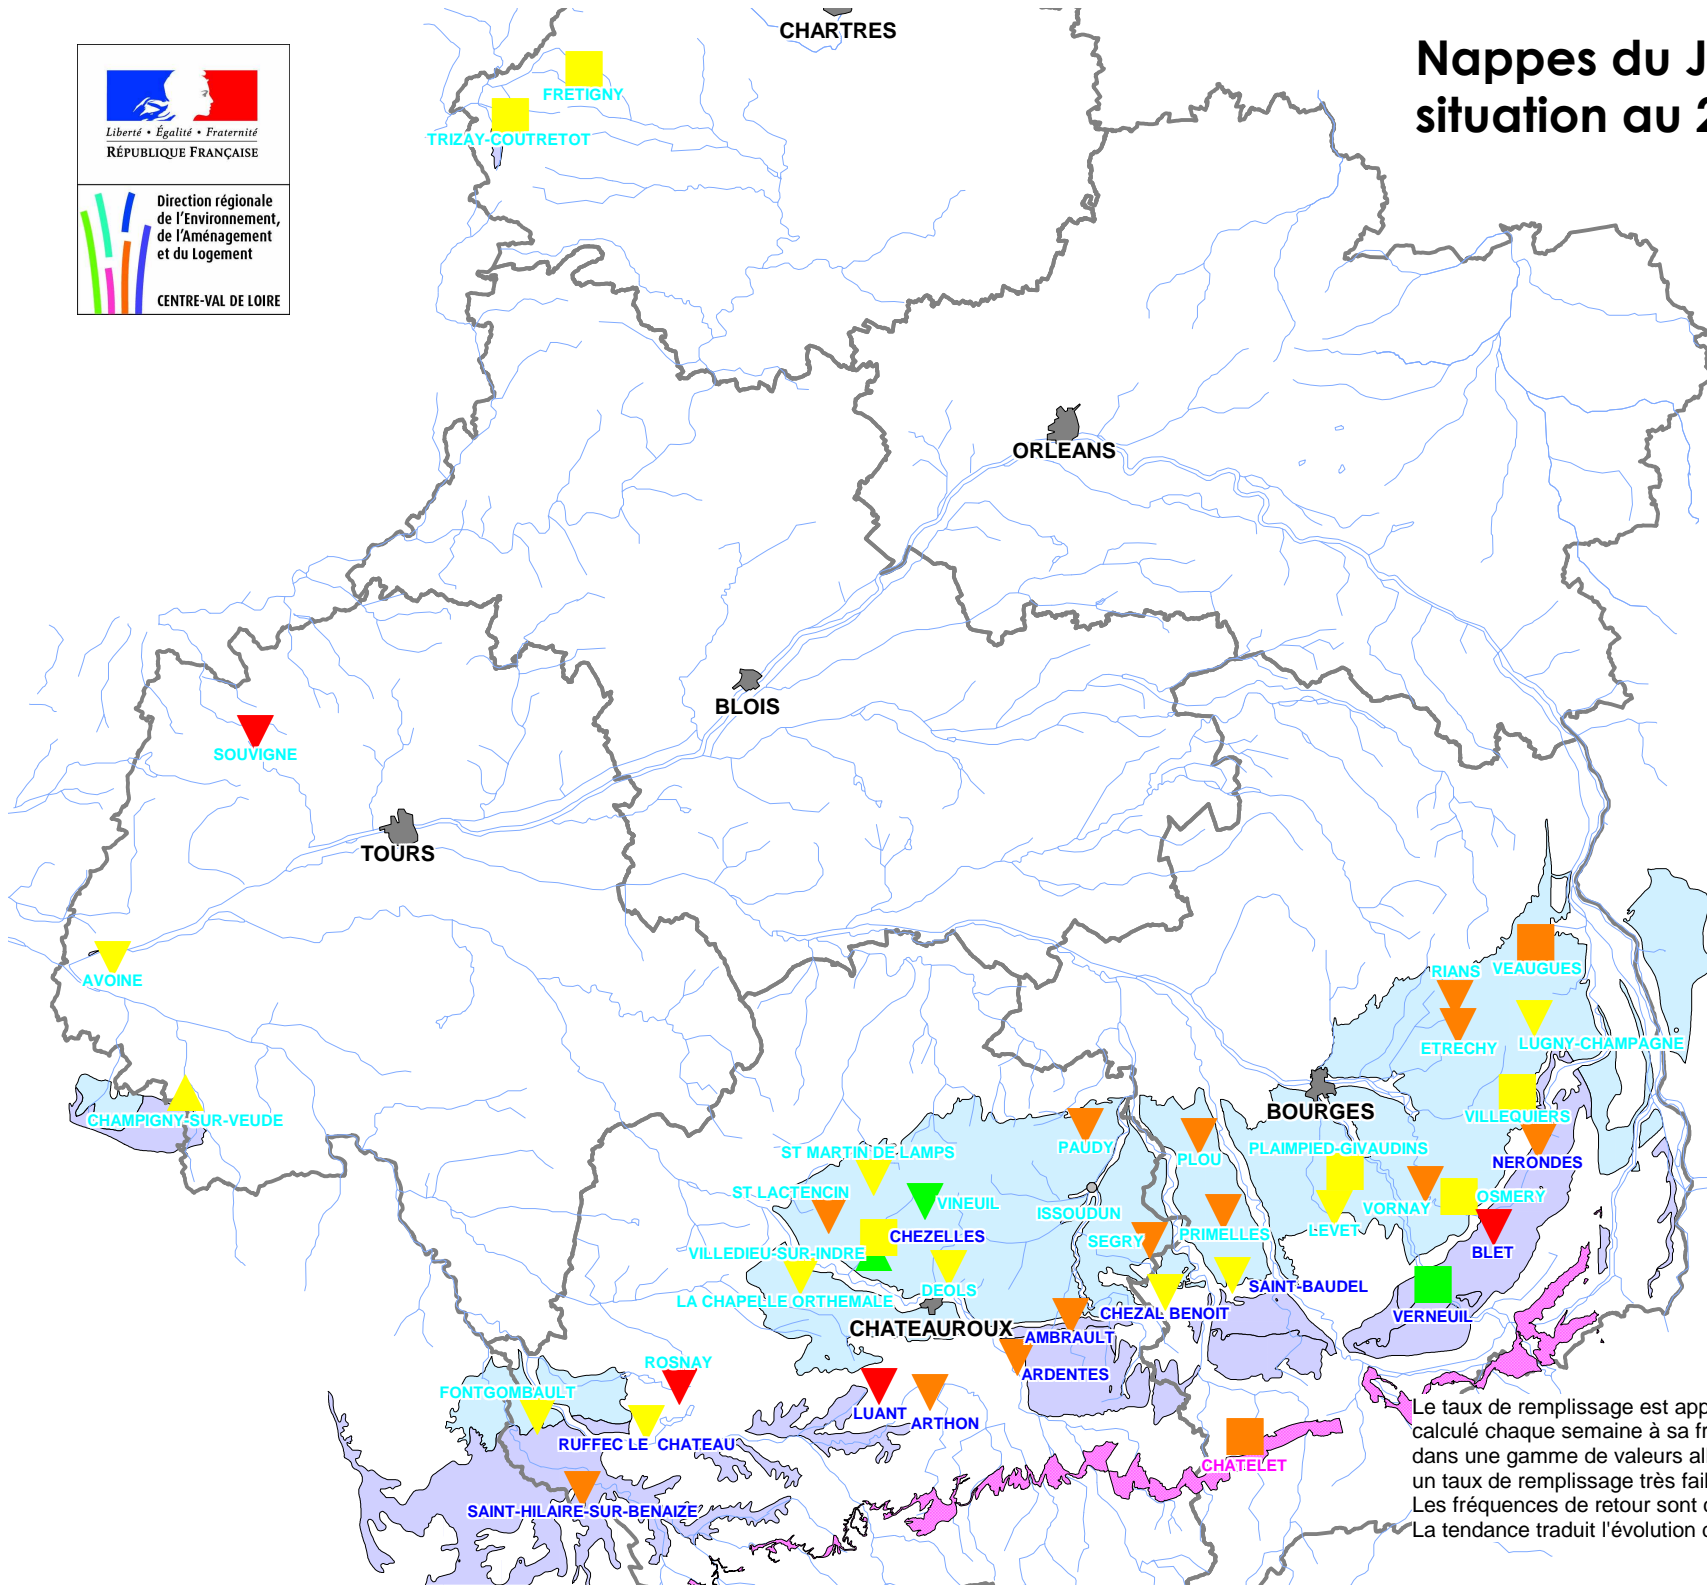 CHARTRES
Nappes du J
situation au 2
Liberté • Égalité • Fraternité
RÉPUBLIQUE FRANÇAISE
Direction régionale
de l'Environnement,
de l'Aménagement
et du Logement
CENTRE-VAL DE LOIRE
FRETIGNY
TRIZAY-COUTRETOT
ORLEANS
BLOIS
SOUVIGNE
TOURS
AVOINE
CHAMPIGNY-SUR-VEUDE
RIANS
VEAUGUES
ETRECHY
LUGNY-CHAMPAGNE
BOURGES
VILLEQUIERS
NERONDES
PAUDY
PLOU
PLAIMPIED-GIVAUDINS
ST MARTIN DE LAMPS
ST LACTENCIN
VINEUIL
ISSOUDUN
VORNAY
OSMERY
CHEZELLES
SEGRY
PRIMELLES
LEVET
BLET
VILLEDIEU-SUR-INDRE
DEOLS
LA CHAPELLE ORTHEMALE
CHEZAL BENOIT
SAINT-BAUDEL
VERNEUIL
CHATEAUROUX
AMBRAULT
ARDENTES
ROSNAY
FONTGOMBAULT
LUANT
ARTHON
RUFFEC LE CHATEAU
CHATELET
SAINT-HILAIRE-SUR-BENAIZE
Le taux de remplissage est app
calculé chaque semaine à sa fr
dans une gamme de valeurs all
un taux de remplissage très faib
Les fréquences de retour sont
La tendance traduit l'évolution